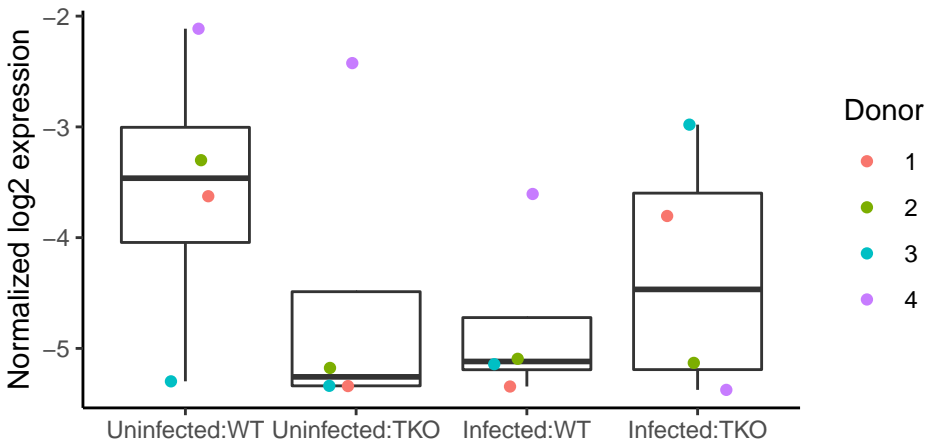 Normalized log2 expression
−2
−3
−4
−5
Uninfected:WT
Uninfected:TKO
Infected:WT
Infected:TKO
Donor
1
2
3
4